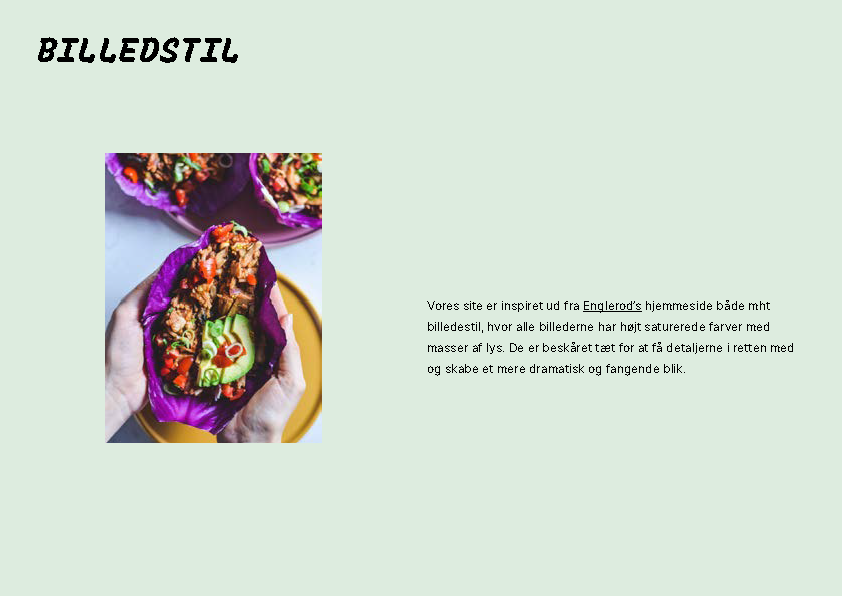 BILLEDSTIL
Vores site er inspiret ud fra Englerod's hjemmeside både mht
billedestil, hvor alle billederne har højt saturerede farver med
masser af lys. De er beskåret tæt for at få detaljerne i retten med
og skabe et mere dramatisk og fangende blik.